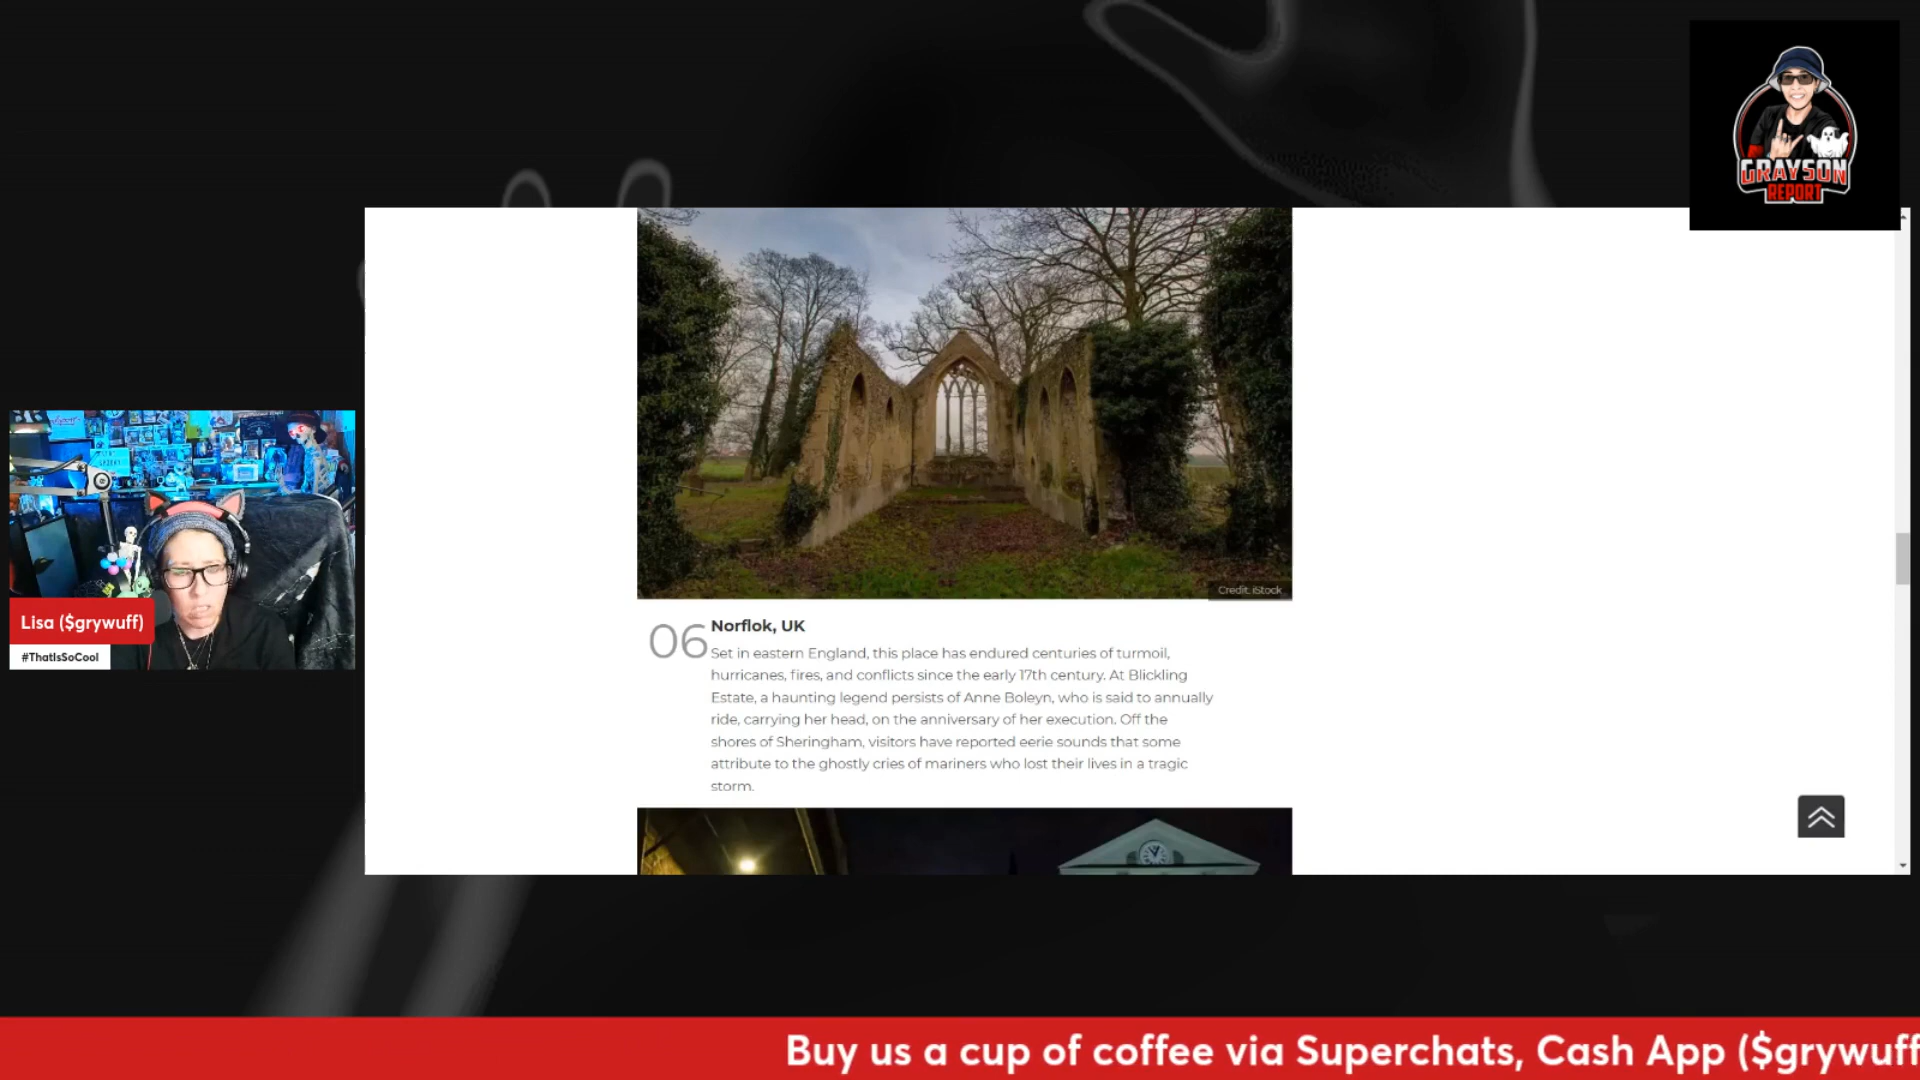 GRAYSON
REPORT
Credit: iStock
06
Norflok, UK
Set in eastern England, this place has endured centuries of turmoil,
hurricanes, fires, and conflicts since the early 17th century. At Blickling
Estate, a haunting legend persists of Anne Boleyn, who is said to annually
ride, carrying her head, on the anniversary of her execution. Off the
shores of Sheringham, visitors have reported eerie sounds that some
attribute to the ghostly cries of mariners who lost their lives in a tragic
storm.
Lisa ($grywuff)
#ThatIsSoCool
Buy us a cup of coffee via Superchats, Cash App ($grywuff